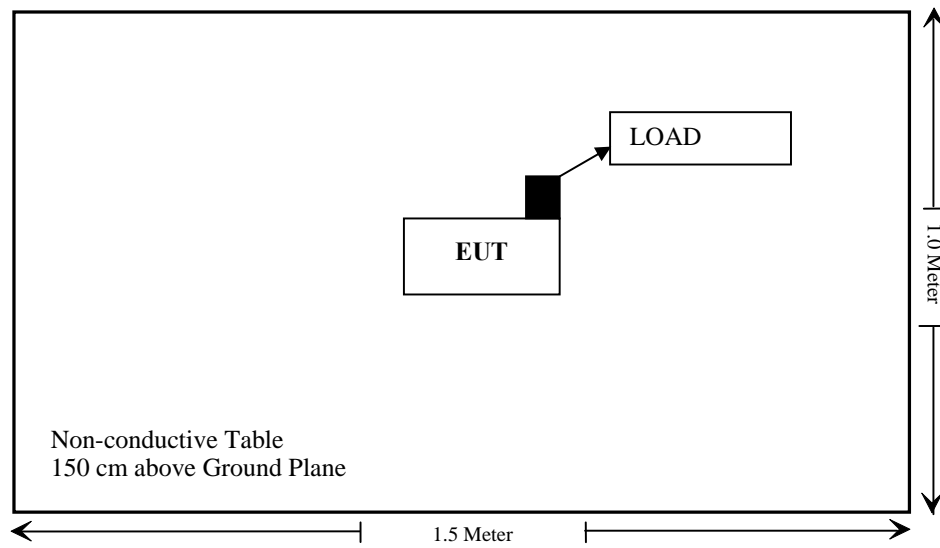 LOAD
EUT
1.0 Meter
Non-conductive Table
150 cm above Ground Plane
1.5 Meter